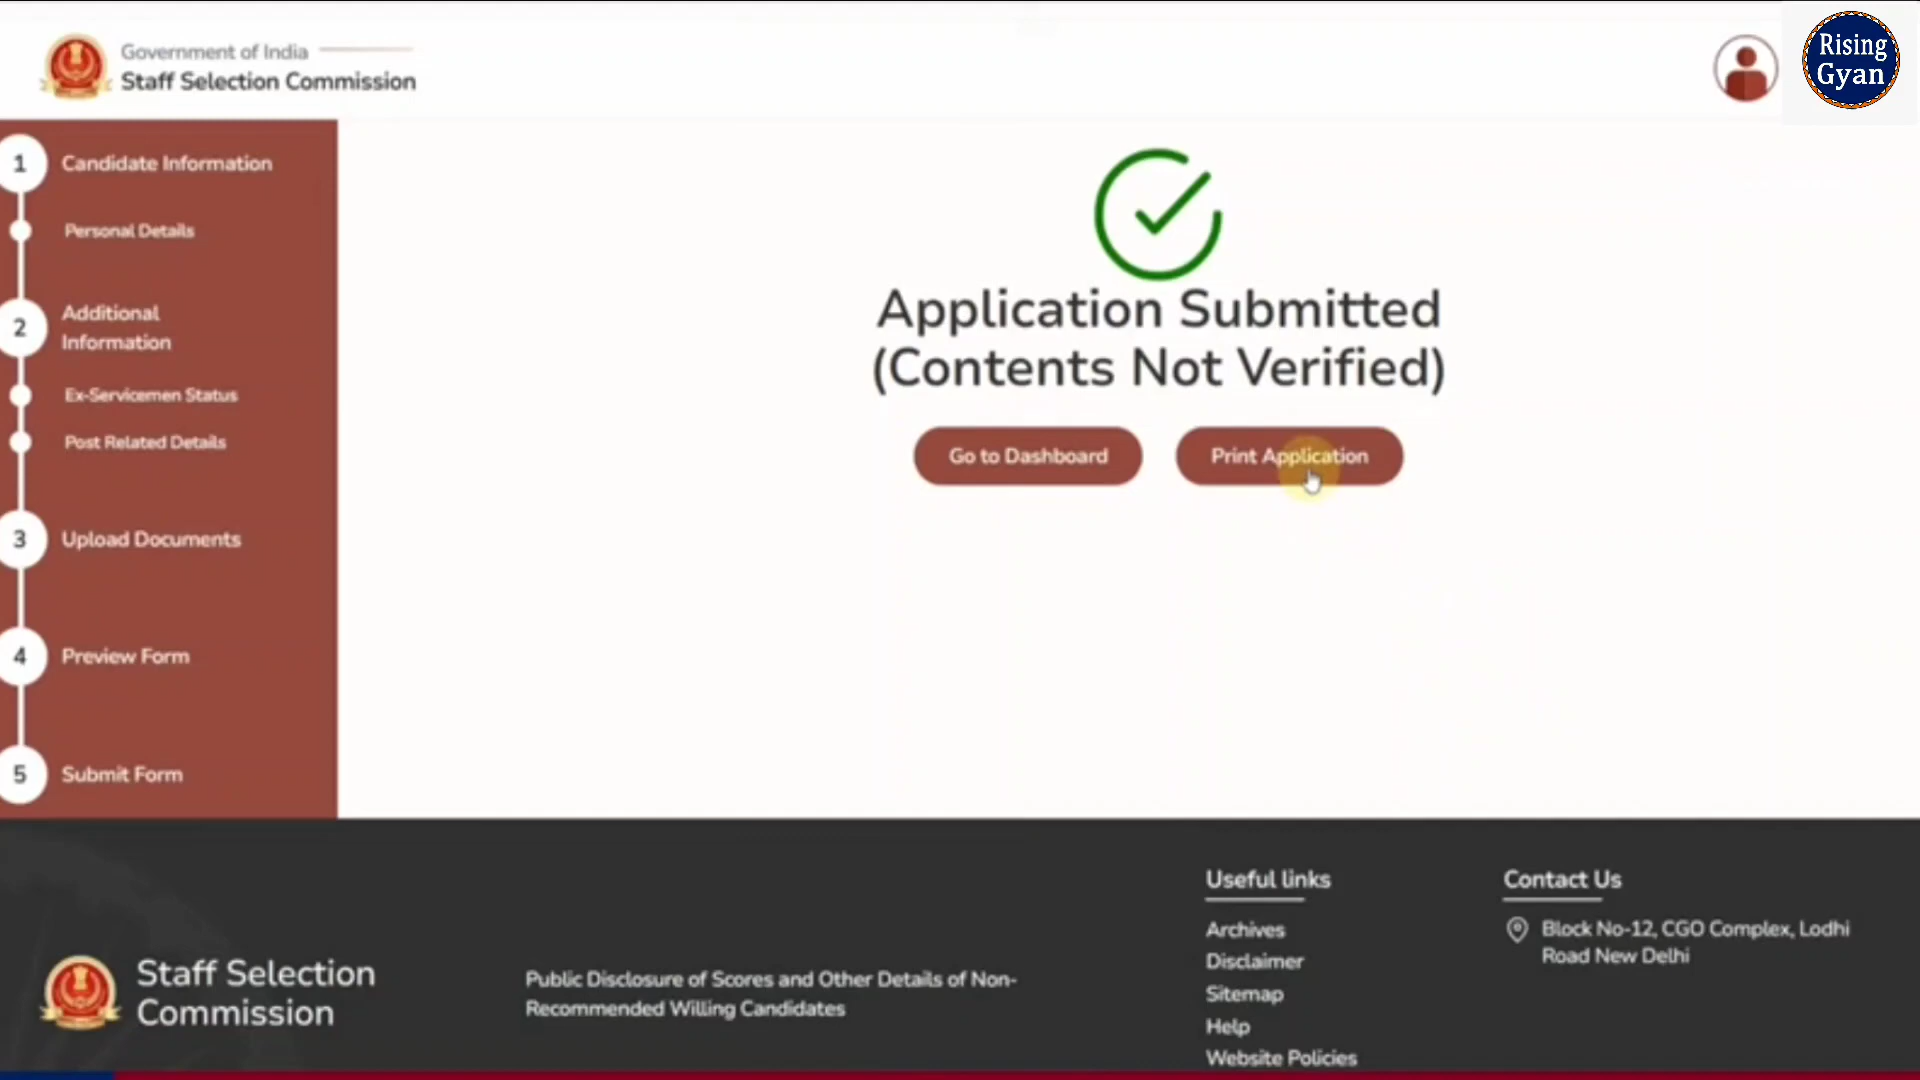 Government of India
Staff Selection Commission
Rising
Gyan
1 Candidate Information
Personal Details
2 Additional
Information
Ex-Servicemen Status
Post Related Details
3 Upload Documents
4 Preview Form
5 Submit Form
Application Submitted
(Contents Not Verified)
Go to Dashboard
Print Application
Staff Selection
Commission
Public Disclosure of Scores and Other Details of Non-
Recommended Willing Candidates
Useful links
Archives
Disclaimer
Sitemap
Help
Website Policies
Contact Us
Block No-12, CGO Complex, Lodhi
Road New Delhi